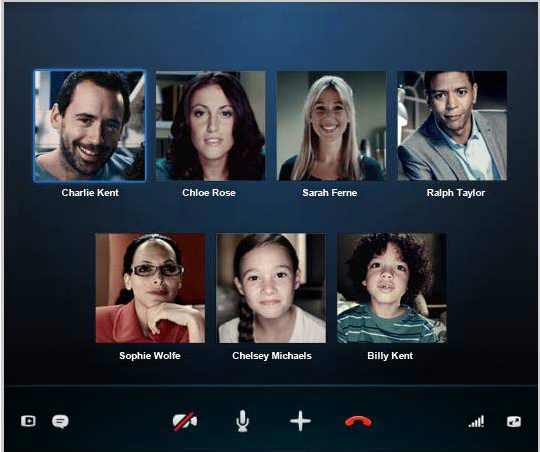 Charlie Kent
Chloe Rose
Sarah Ferne
Ralph Taylor
Sophie Wolfe
Chelsey Michaels
Billy Kent